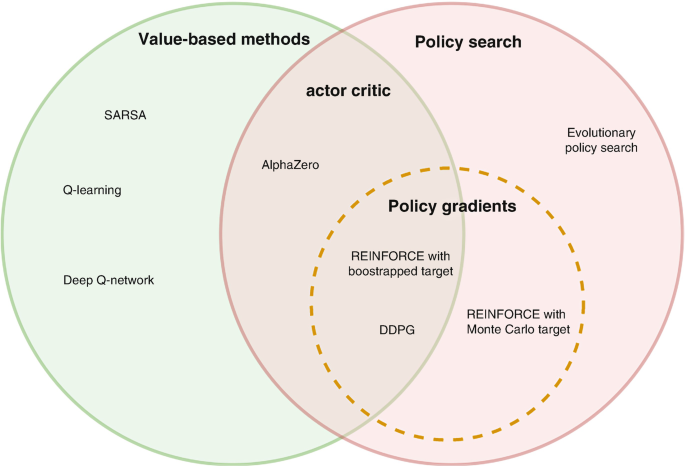 Value-based methods
Policy search
actor critic
SARSA
Evolutionary
policy search
AlphaZero
Q-learning
Policy gradients
REINFORCE with
boostrapped target
Deep Q-network
REINFORCE with
Monte Carlo target
DDPG